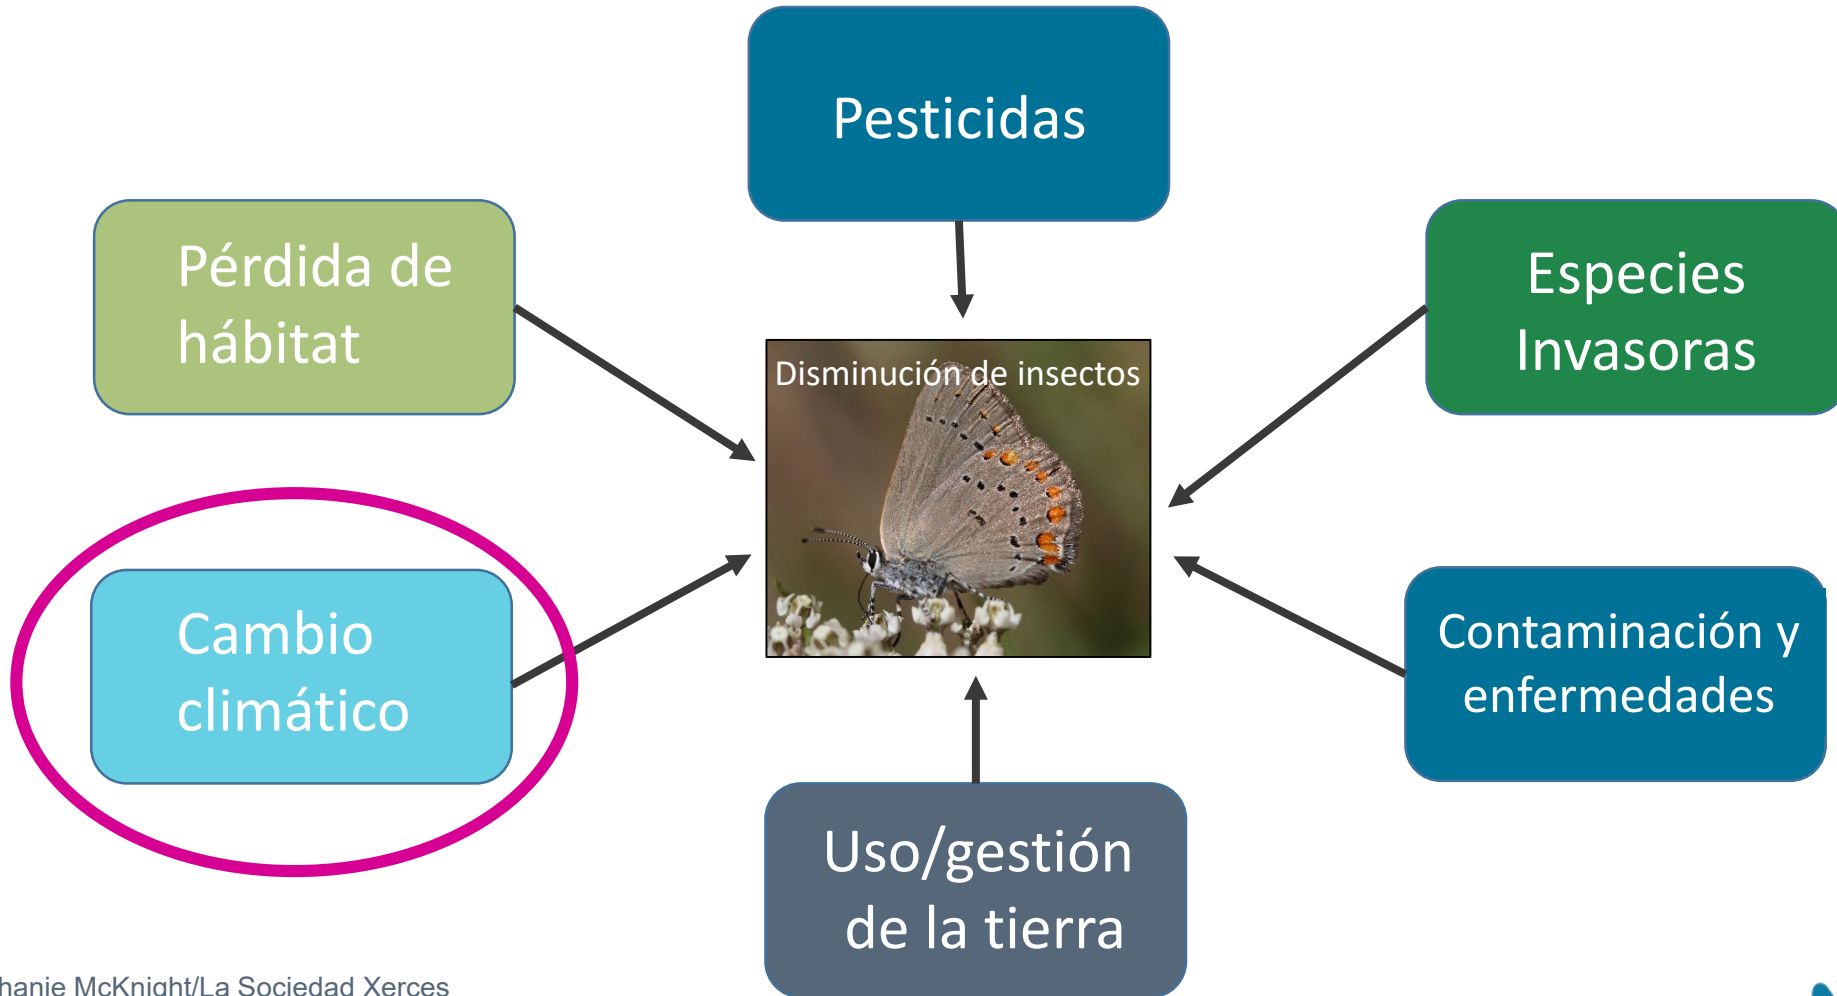 Pesticidas
Pérdida de
hábitat
Especies
Invasoras
Disminución de insectos
Cambio
climático
Contaminación y
enfermedades
Uso/gestión
de la tierra
McKnight/La Sociedad Xerces